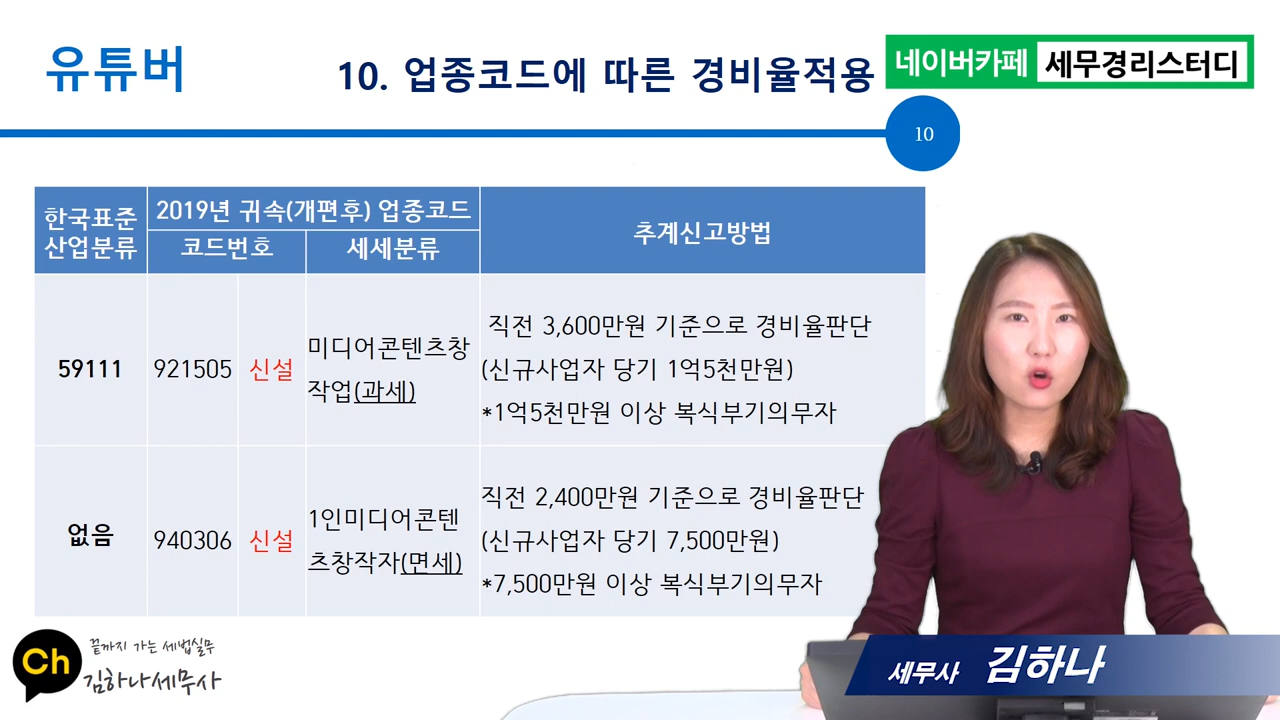 유튜버
10. 업종코드에 따른 경비율적용
네이버카페 세무경리스터디
10
한국표준
산업분류
2019년 귀속(개편후) 업종코드
코드번호
세세분류
추계신고방법
59111
921505
신설
미디어콘텐츠창
작업(과세)
직전 3,600만원 기준으로 경비율판단
(신규사업자 당기 1억5천만원)
*1억5천만원 이상 복식부기의무자
없음
940306
신설
1인미디어콘텐
츠창작자(면세)
직전 2,400만원 기준으로 경비율판단
(신규사업자 당기 7,500만원)
*7,500만원 이상 복식부기의무자
Ch
끝까지 가는 세법실무
김하나세무사
세무사 김하나